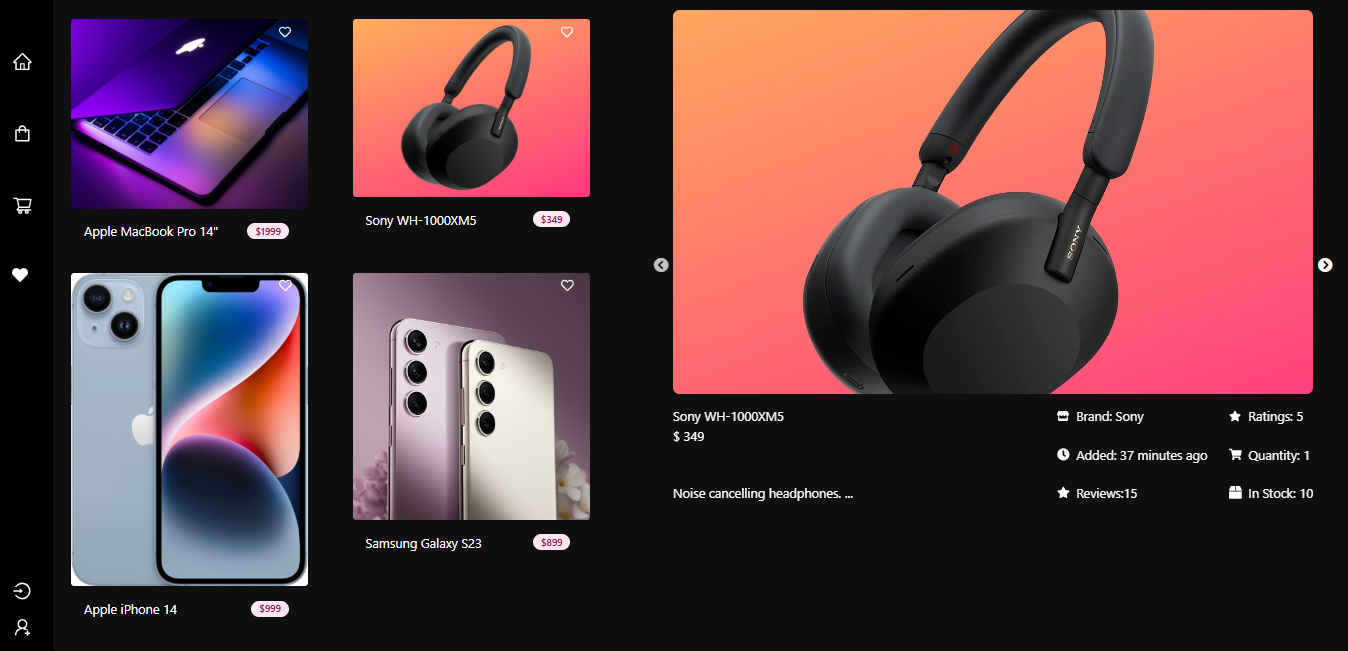 Apple MacBook Pro 14"
$1999
Sony WH-1000XM5
$349
Apple iPhone 14
$999
Samsung Galaxy S23
$899
SONY
Sony WH-1000XM5
$ 349
Noise cancelling headphones. ...
Brand: Sony
Ratings: 5
Added: 37 minutes ago
Quantity: 1
Reviews:15
In Stock: 10